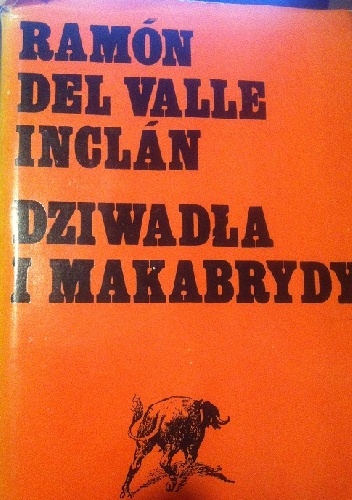 RAMÓN
DEL VALLE
INCLÁN
DZIWADŁA
I MAKABRYDY